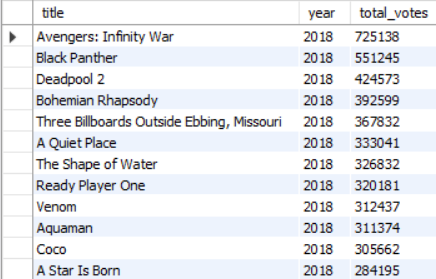 title year total_votes
Avengers: Infinity War 2018 725138
Black Panther 2018 551245
Deadpool 2 2018 424573
Bohemian Rhapsody 2018 392599
Three Billboards Outside Ebbing, Missouri 2018 367832
A Quiet Place 2018 333041
The Shape of Water 2018 326832
Ready Player One 2018 320181
Venom 2018 312437
Aquaman 2018 311374
Coco 2018 305662
A Star Is Born 2018 284195